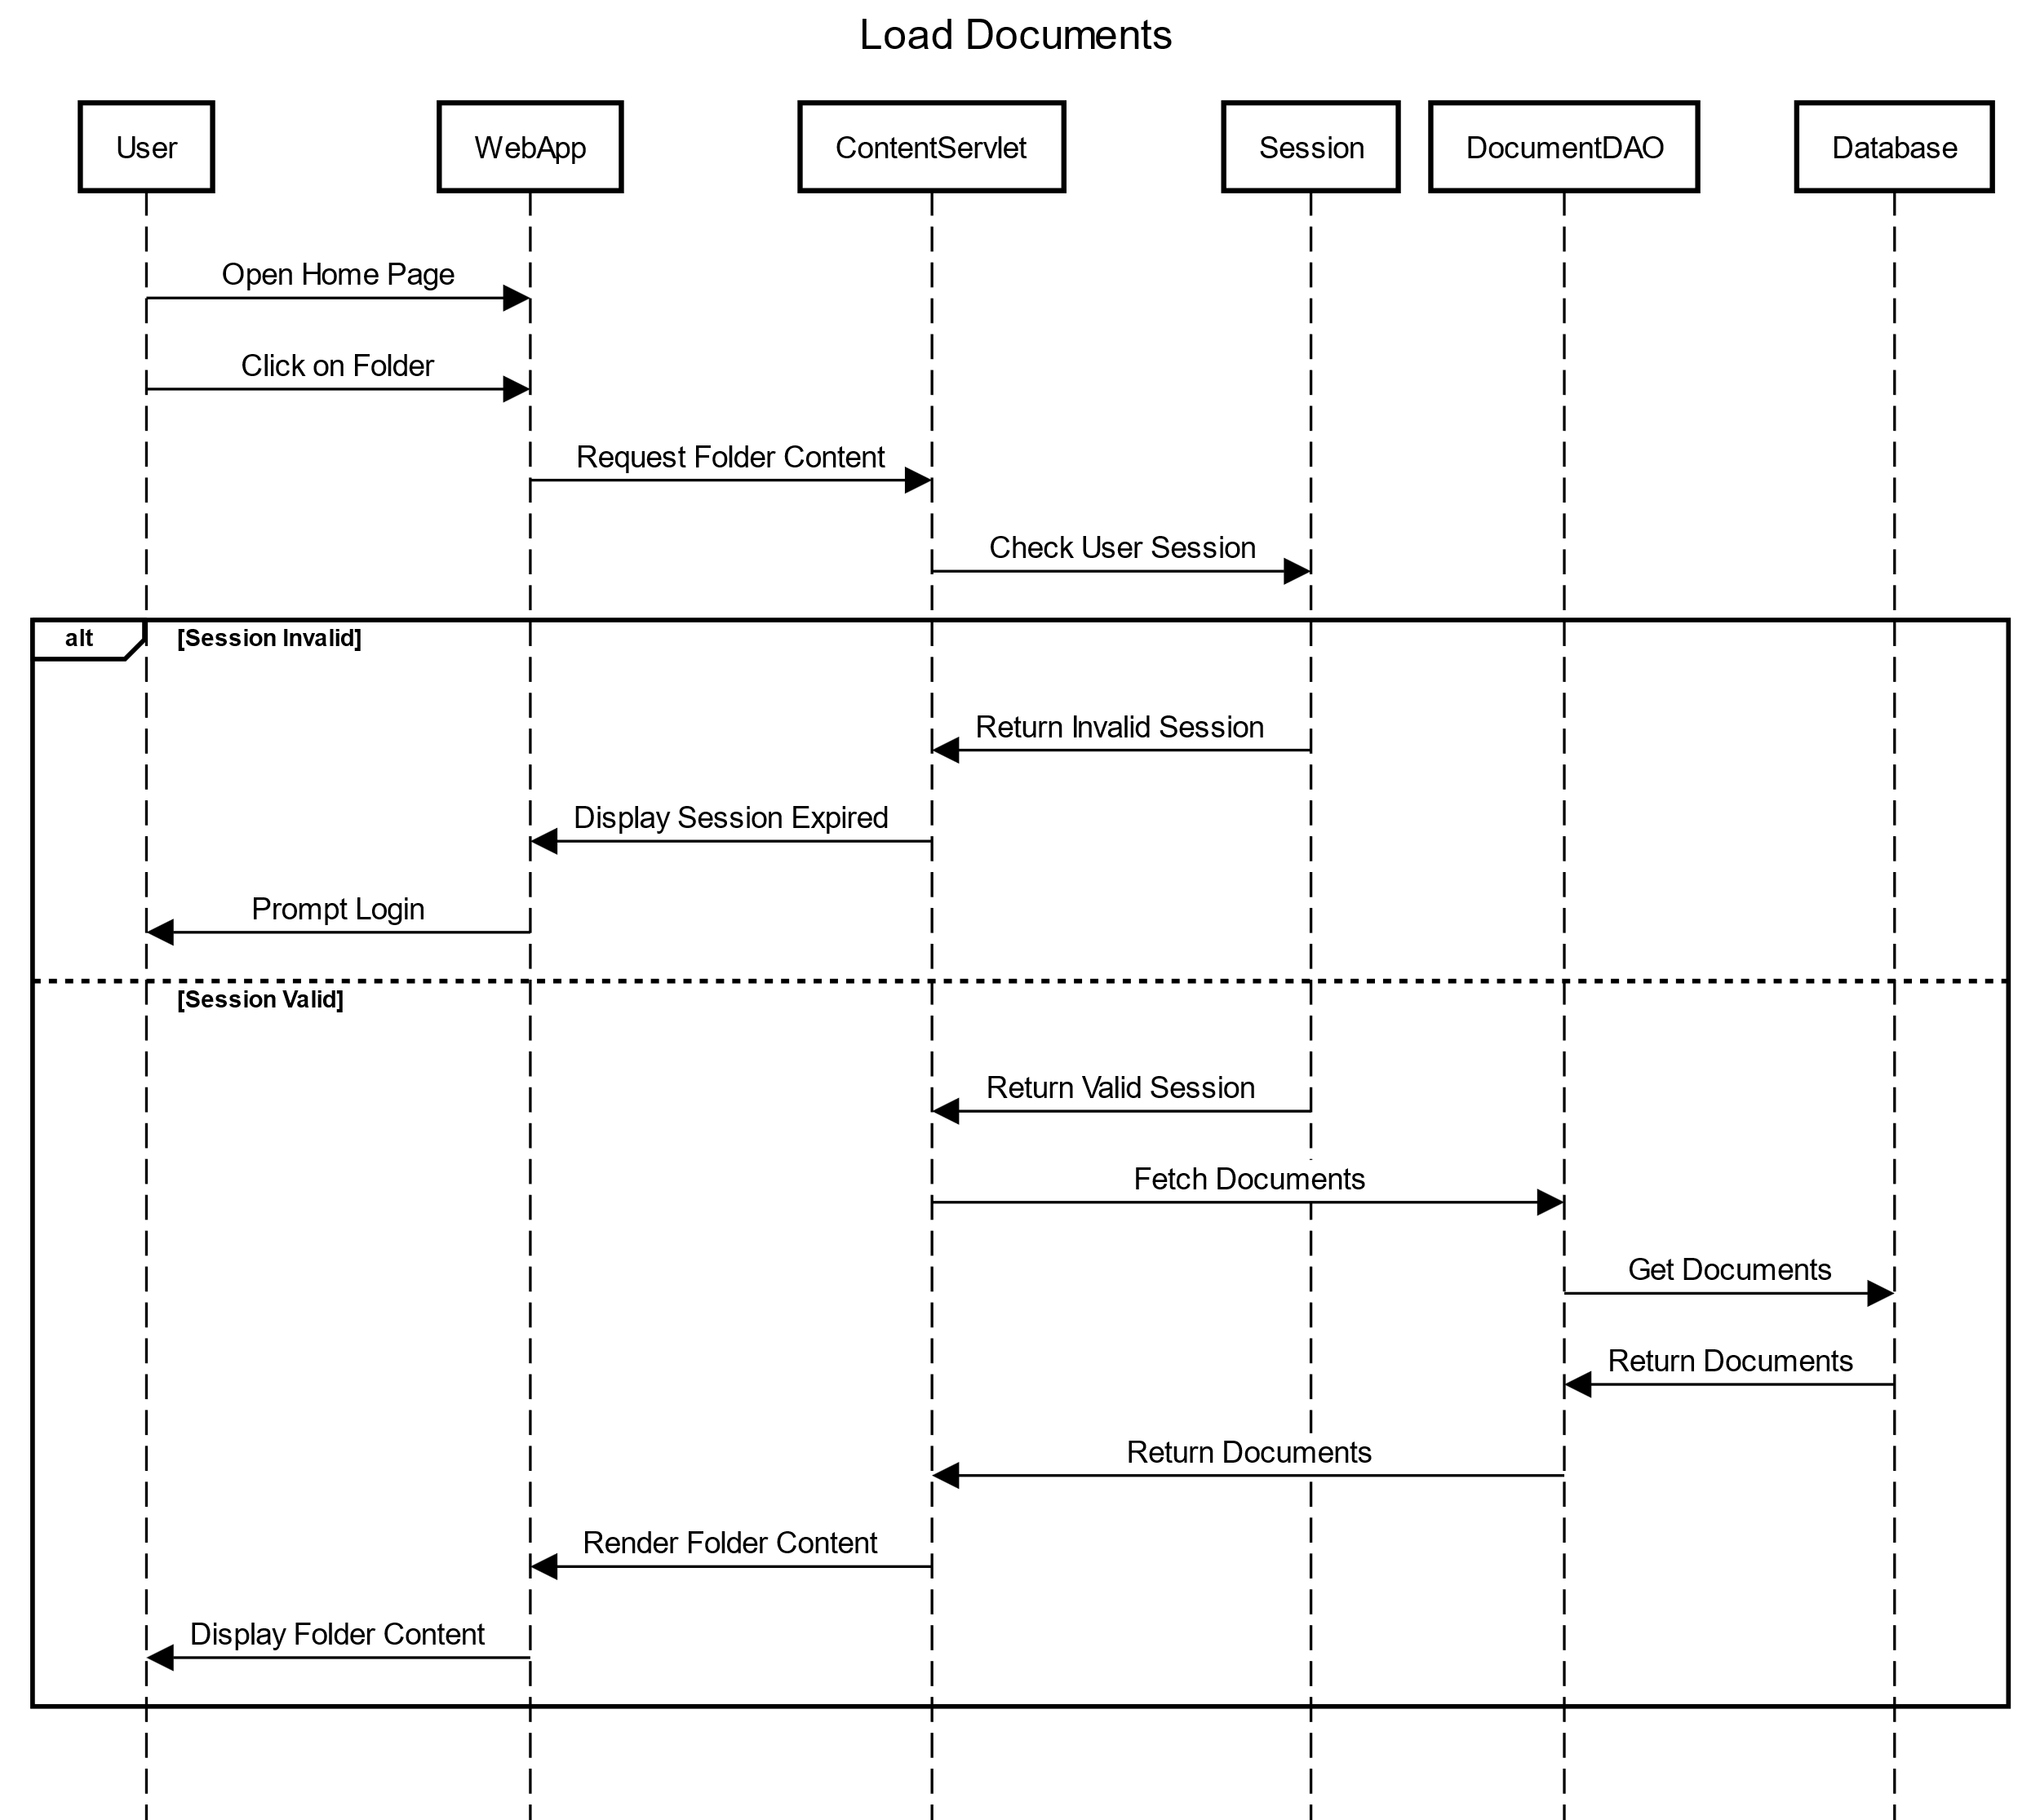 Load Documents
User
WebApp
ContentServlet
Session
DocumentDAO
Database
Open Home Page
Click on Folder
Request Folder Content
Check User Session
alt
[Session Invalid]
Return Invalid Session
Display Session Expired
Prompt Login
[Session Valid]
Return Valid Session
Fetch Documents
Get Documents
Return Documents
Return Documents
Render Folder Content
Display Folder Content